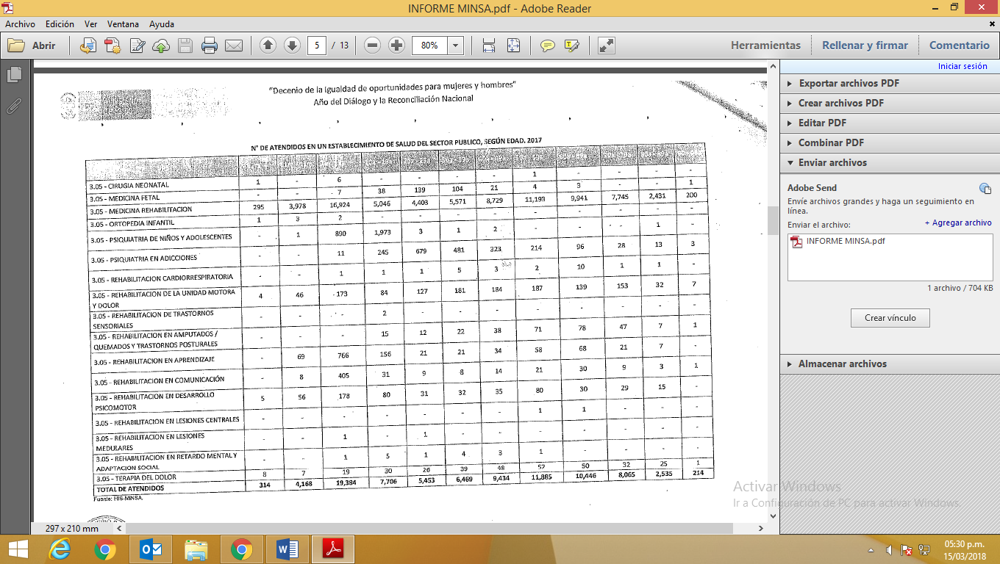 INFORME MINSA.pdf - Adobe Reader
Archivo Edición Ver Ventana Ayuda
Abrir 5 / 13 80% Herramientas Rellenar y firmar Comentario
Iniciar sesión
Exportar archivos PDF
Crear archivos PDF
Editar PDF
Combinar PDF
Enviar archivos
Adobe Send
Envíe archivos grandes y haga un seguimiento en
línea.
Enviar el archivo: + Agregar archivo
INFORME MINSA.pdf
1 archivo / 704 KB
Crear vínculo
Almacenar archivos
"Decenio de la Igualdad de oportunidades para mujeres y hombres"
Año del Diálogo y la Reconciliación Nacional
N° DE ATENDIDOS EN UN ESTABLECIMIENTO DE SALUD DEL SECTOR PUBLICO, SEGÚN EDAD. 2017
3.05 - CIRUGIA NEONATAL 1 - 6 - - - - 1 - - - -
3.05 - MEDICINA FETAL - - 7 38 139 104 21 4 3 - - 1
3.05 - MEDICINA REHABILITACION 295 3,978 16,924 5,046 4,403 5,571 8,729 11,193 9,941 7,745 2,431 200
3.05 - ORTOPEDIA INFANTIL 1 3 2 - - - - - - - - -
3.05 - PSIQUIATRIA DE NIÑOS Y ADOLESCENTES - 1 890 1,973 3 1 2 - - - 1 -
3.05 - PSIQUIATRIA EN ADICCIONES - - 11 245 679 481 323 214 96 28 13 3
3.05 - REHABILITACION CARDIORRESPIRATORIA - - 1 1 1 5 3 2 10 1 1 -
3.05 - REHABILITACION DE LA UNIDAD MOTORA
Y DOLOR 4 46 173 84 127 181 184 187 139 153 32 7
3.05 - REHABILITACION DE TRASTORNOS
SENSORIALES - - - 2 - - - - - - - -
3.05 - REHABILITACION EN AMPUTADOS /
QUEMADOS Y TRASTORNOS POSTURALES - - - 15 12 22 38 71 78 47 7 1
3.05 - REHABILITACION EN APRENDIZAJE - 69 766 156 21 21 34 58 68 21 7 -
3.05 - REHABILITACION EN COMUNICACIÓN - 8 405 31 9 8 14 21 30 9 3 1
3.05 - REHABILITACION EN DESARROLLO
PSICOMOTOR 5 56 178 80 31 32 35 80 30 29 15 -
3.05 - REHABILITACION EN LESIONES CENTRALES - - - - - - - 1 1 - - -
3.05 - REHABILITACION EN LESIONES
MEDULARES - - 1 - 1 - - - - - - -
3.05 - REHABILITACION EN RETARDO MENTAL Y
ADAPTACION SOCIAL - - 1 5 1 4 3 1 - - - -
3.05 - TERAPIA DEL DOLOR 8 7 19 30 26 39 48 52 50 32 25 1
TOTAL DE ATENDIDOS 314 4,168 19,384 7,706 5,453 6,469 9,434 11,885 10,446 8,065 2,535 214
Fuente: HIS-MINSA.
Activar Windows
Ir a Configuración de PC para activar Windows.
297 x 210 mm
05:30 p.m.
15/03/2018